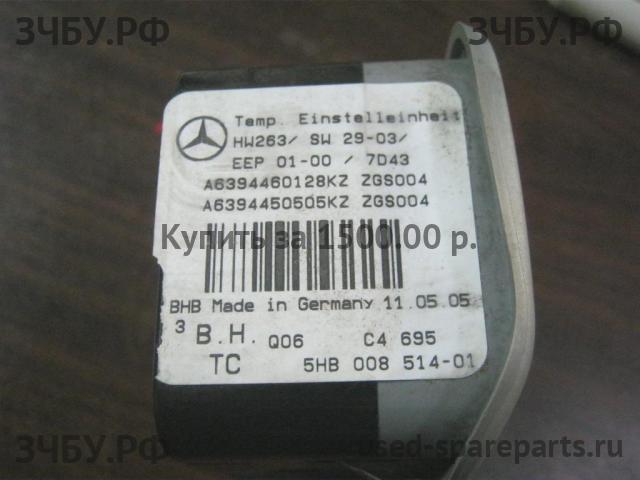 ЗЧБУ.РФ
ЗЧБУ.РФ
Temp. Einstelleinheit
HW263/ SW 29-03/
EEP 01-00 / 7D43
A6394460128KZ ZGS004
A6394450505KZ ZGS004
Купить за 1500.00 р.
BHB Made in Germany 11.05.05
3 B.H. Q06 C4 695
TC 5HB 008 514-01
ЗЧБУ.РФ
used-spareparts.ru